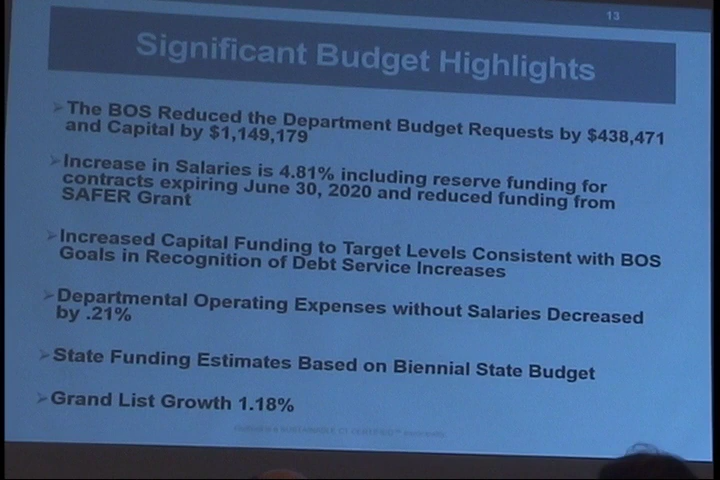 13
Significant Budget Highlights
The BOS Reduced the Department Budget Requests by $438,471
and Capital by $1,149,179
Increase in Salaries is 4.81% including reserve funding for
contracts expiring June 30, 2020 and reduced funding from
SAFER Grant
Increased Capital Funding to Target Levels Consistent with BOS
Goals in Recognition of Debt Service Increases
Departmental Operating Expenses without Salaries Decreased
by .21%
State Funding Estimates Based on Biennial State Budget
Grand List Growth 1.18%